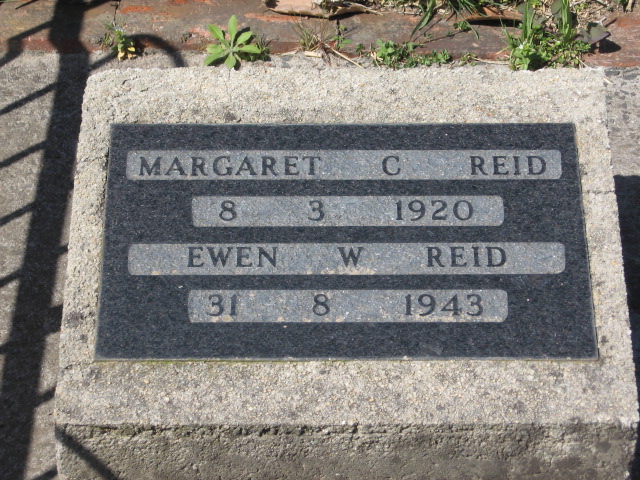 MARGARET C REID
8 3 1920
EWEN W REID
31 8 1943